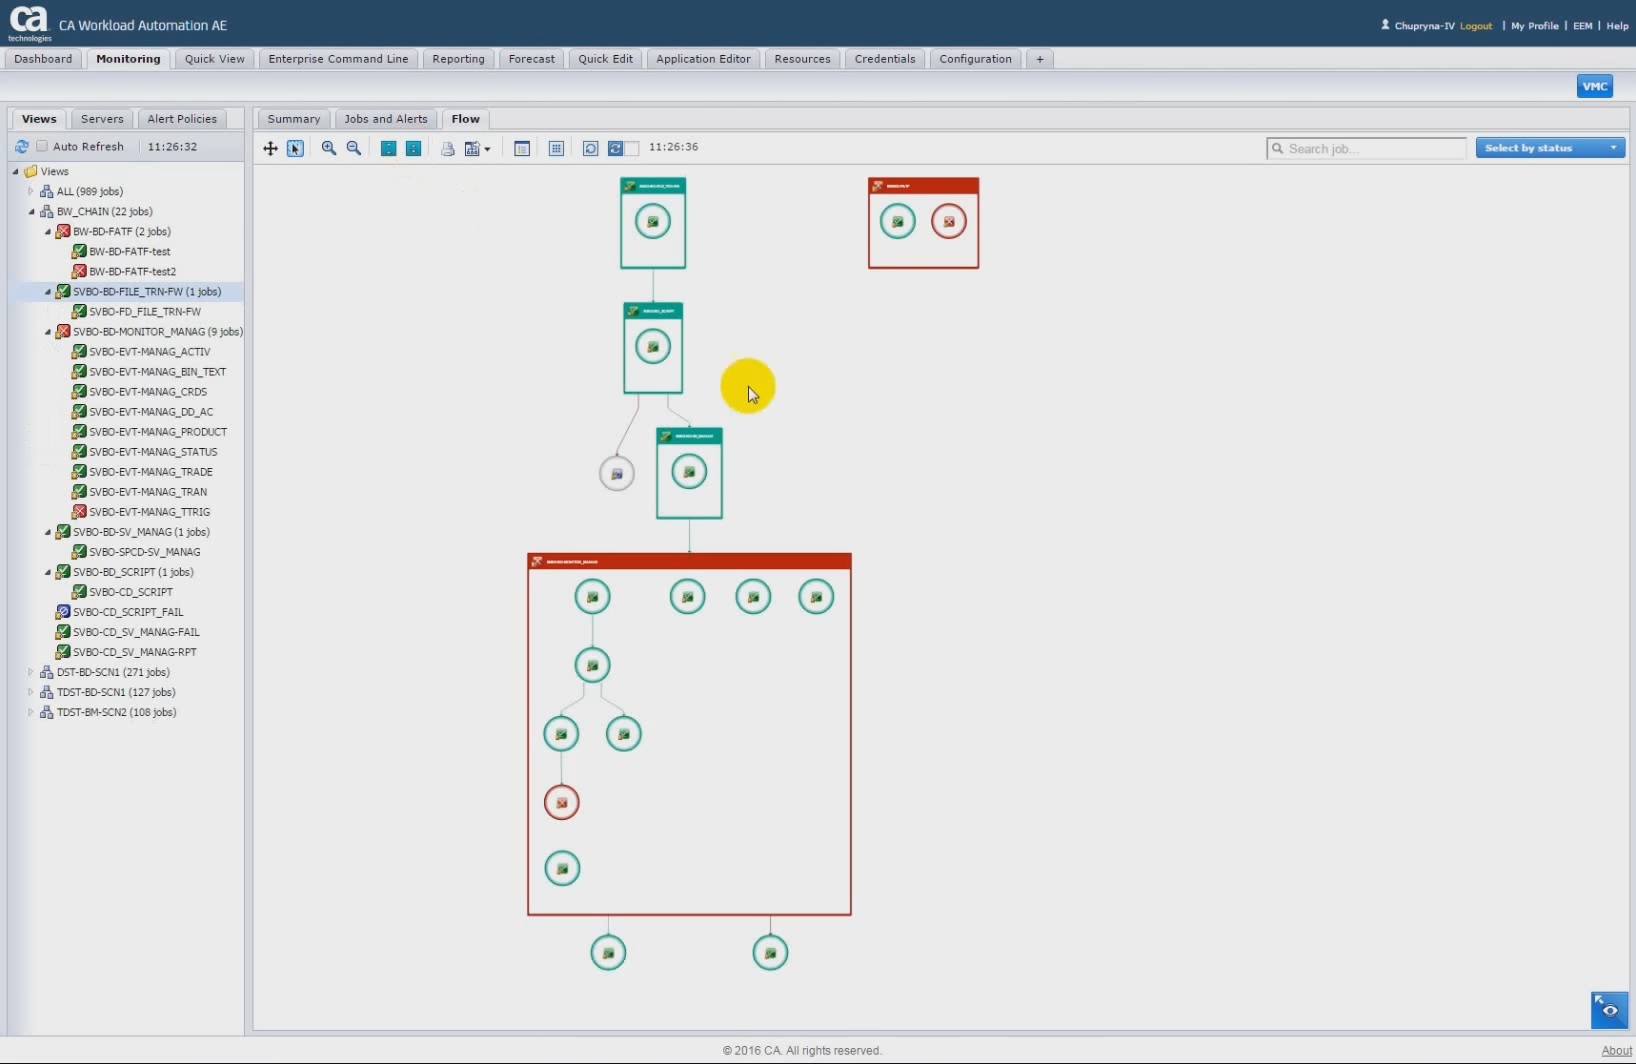 ca
technologies
CA Workload Automation AE
Chupryna-IV Logout | My Profile | EEM | Help
Dashboard Monitoring Quick View Enterprise Command Line Reporting Forecast Quick Edit Application Editor Resources Credentials Configuration +
VMC
Views Servers Alert Policies
Summary Jobs and Alerts Flow
Auto Refresh 11:26:32
11:26:36
Search job...
Select by status
Views
ALL (989 jobs)
BW_CHAIN (22 jobs)
BW-BD-FATF (2 jobs)
BW-BD-FATF-test
BW-BD-FATF-test2
SVBO-BD-FILE_TRN-FW (1 jobs)
SVBO-FD_FILE_TRN-FW
SVBO-BD-MONITOR_MANAG (9 jobs)
SVBO-EVT-MANAG_ACTIV
SVBO-EVT-MANAG_BIN_TEXT
SVBO-EVT-MANAG_CRDS
SVBO-EVT-MANAG_DD_AC
SVBO-EVT-MANAG_PRODUCT
SVBO-EVT-MANAG_STATUS
SVBO-EVT-MANAG_TRADE
SVBO-EVT-MANAG_TRAN
SVBO-EVT-MANAG_TTRIG
SVBO-BD-SV_MANAG (1 jobs)
SVBO-SPCD-SV_MANAG
SVBO-BD_SCRIPT (1 jobs)
SVBO-CD_SCRIPT
SVBO-CD_SCRIPT_FAIL
SVBO-CD_SV_MANAG-FAIL
SVBO-CD_SV_MANAG-RPT
DST-BD-SCN1 (271 jobs)
TDST-BD-SCN1 (127 jobs)
TDST-BM-SCN2 (108 jobs)
© 2016 CA. All rights reserved.
About